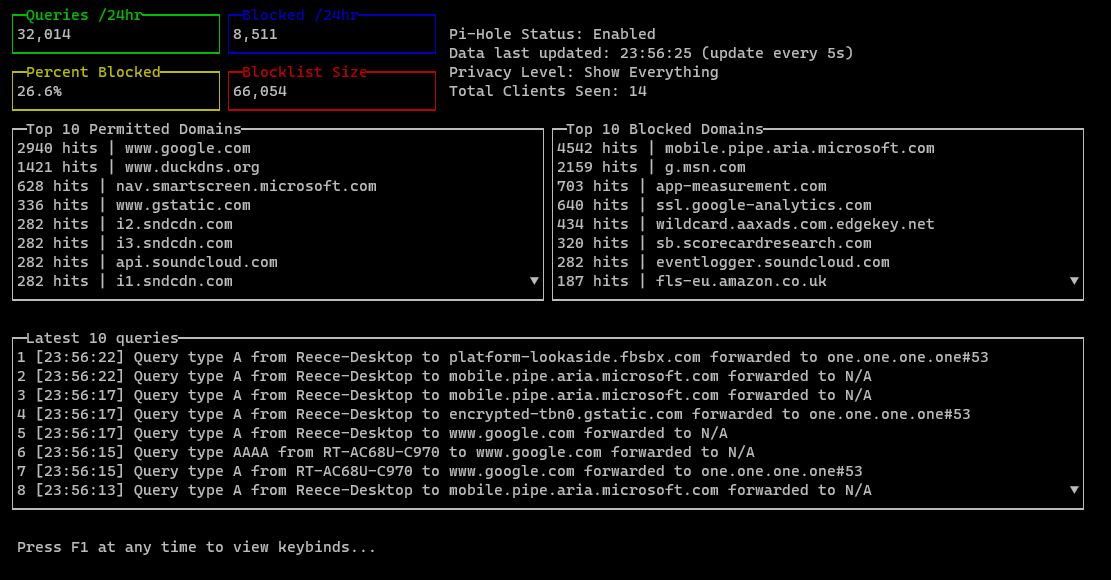 Queries /24hr
32,014
Blocked /24hr
8,511
Percent Blocked
26.6%
Blocklist Size
66,054
Pi-Hole Status: Enabled
Data last updated: 23:56:25 (update every 5s)
Privacy Level: Show Everything
Total Clients Seen: 14
Top 10 Permitted Domains
2940 hits | www.google.com
1421 hits | www.duckdns.org
628 hits | nav.smartscreen.microsoft.com
336 hits | www.gstatic.com
282 hits | i2.sndcdn.com
282 hits | i3.sndcdn.com
282 hits | api.soundcloud.com
282 hits | i1.sndcdn.com
Top 10 Blocked Domains
4542 hits | mobile.pipe.aria.microsoft.com
2159 hits | g.msn.com
703 hits | app-measurement.com
640 hits | ssl.google-analytics.com
434 hits | wildcard.aaxads.com.edgekey.net
320 hits | sb.scorecardresearch.com
282 hits | eventlogger.soundcloud.com
187 hits | fls-eu.amazon.co.uk
Latest 10 queries
1 [23:56:22] Query type A from Reece-Desktop to platform-lookaside.fbsbx.com forwarded to one.one.one.one#53
2 [23:56:22] Query type A from Reece-Desktop to mobile.pipe.aria.microsoft.com forwarded to N/A
3 [23:56:17] Query type A from Reece-Desktop to mobile.pipe.aria.microsoft.com forwarded to N/A
4 [23:56:17] Query type A from Reece-Desktop to encrypted-tbn0.gstatic.com forwarded to one.one.one.one#53
5 [23:56:17] Query type A from Reece-Desktop to www.google.com forwarded to N/A
6 [23:56:15] Query type AAAA from RT-AC68U-C970 to www.google.com forwarded to N/A
7 [23:56:15] Query type A from RT-AC68U-C970 to www.google.com forwarded to one.one.one.one#53
8 [23:56:13] Query type A from Reece-Desktop to mobile.pipe.aria.microsoft.com forwarded to N/A
Press F1 at any time to view keybinds...